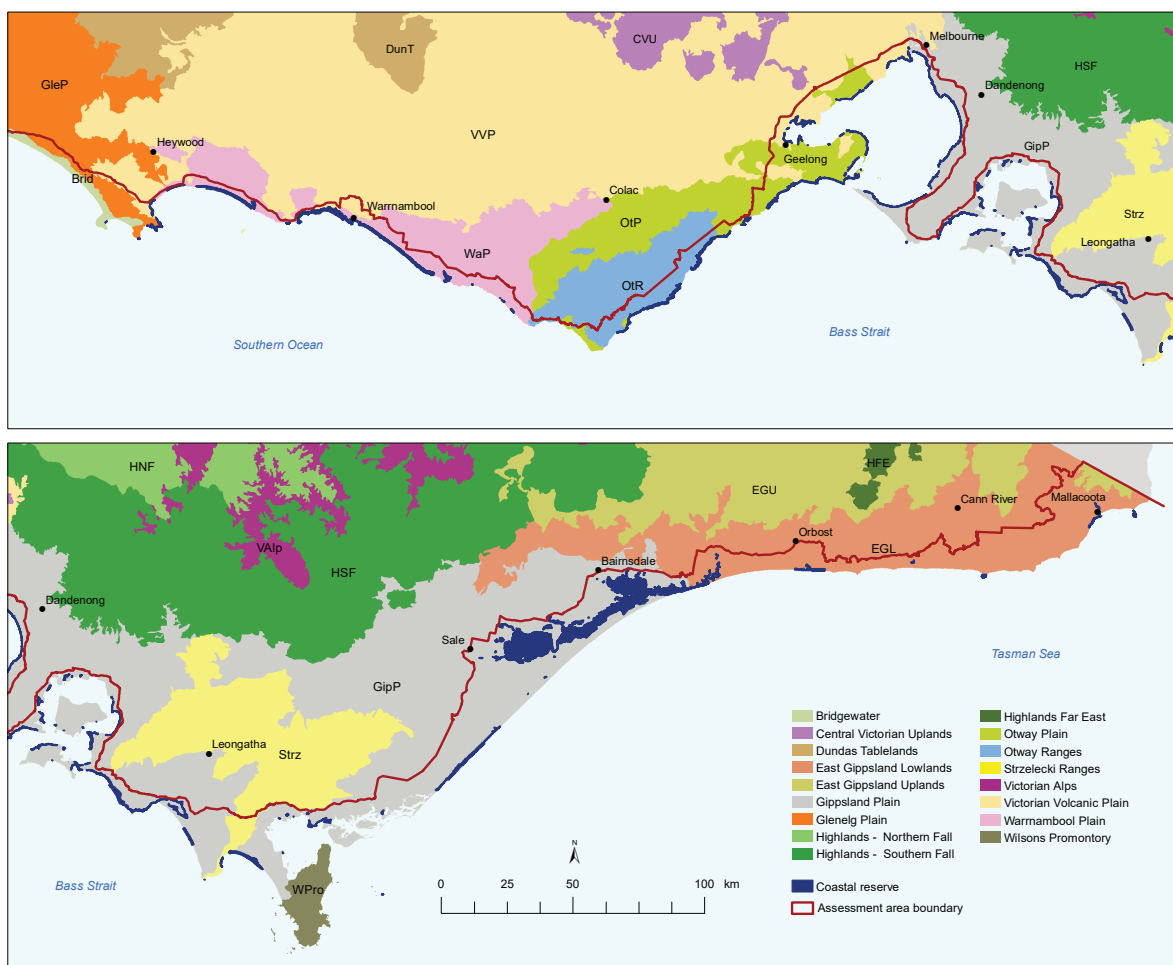 Melbourne
CVU
DunT
HSF
GleP
Dandenong
VVP
Heywood
Geelong
GipP
Brid
Colac
Strz
Warrnambool
OtP
Leongatha
WaP
OtR
Southern Ocean
Bass Strait
HNF
HFE
EGU
Cann River
Mallacoota
Orbost
VAlp
EGL
HSF
Bairnsdale
Dandenong
Sale
Tasman Sea
GipP
Leongatha
Strz
Bridgewater
Central Victorian Uplands
Dundas Tablelands
East Gippsland Lowlands
East Gippsland Uplands
Gippsland Plain
Glenelg Plain
Highlands - Northern Fall
Highlands - Southern Fall
Highlands Far East
Otway Plain
Otway Ranges
Strzelecki Ranges
Victorian Alps
Victorian Volcanic Plain
Warrnambool Plain
Wilsons Promontory
N
Bass Strait
WPro
0 25 50 100 km
Coastal reserve
Assessment area boundary